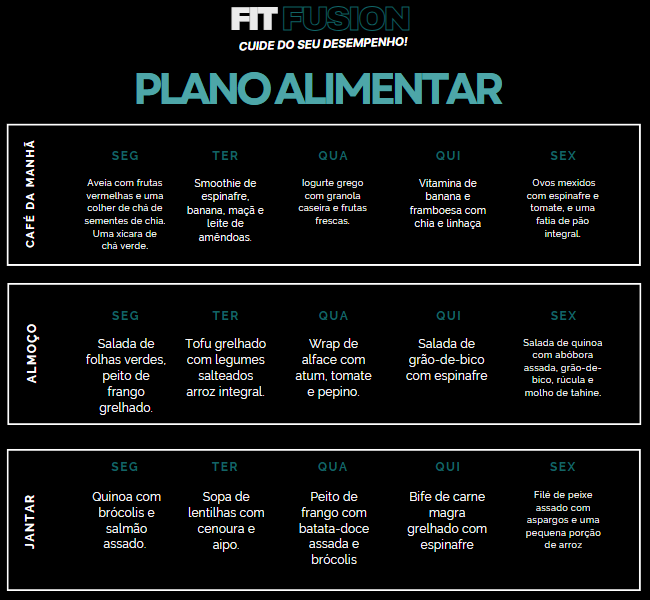 FIT FUSION
CUIDE DO SEU DESEMPENHO!
PLANO ALIMENTAR
CAFÉ DA MANHÃ
SEG
Aveia com frutas
vermelhas e uma
colher de chá de
sementes de chia.
Uma xícara de
chá verde.
TER
Smoothie de
espinafre,
banana, maçã e
leite de
amêndoas.
QUA
Iogurte grego
com granola
caseira e frutas
frescas.
QUI
Vitamina de
banana e
framboesa com
chia e linhaça
SEX
Ovos mexidos
com espinafre e
tomate, e uma
fatia de pão
integral.
ALMOÇO
SEG
Salada de
folhas verdes,
peito de
frango
grelhado.
TER
Tofu grelhado
com legumes
salteados
arroz integral.
QUA
Wrap de
alface com
atum, tomate
e pepino.
QUI
Salada de
grão-de-bico
com espinafre
SEX
Salada de quinoa
com abóbora
assada, grão-de-
bico, rúcula e
molho de tahine.
JANTAR
SEG
Quinoa com
brócolis e
salmão
assado.
TER
Sopa de
lentilhas com
cenoura e
aipo.
QUA
Peito de
frango com
batata-doce
assada e
brócolis
QUI
Bife de carne
magra
grelhado com
espinafre
SEX
Filé de peixe
assado com
aspargos e uma
pequena porção
de arroz